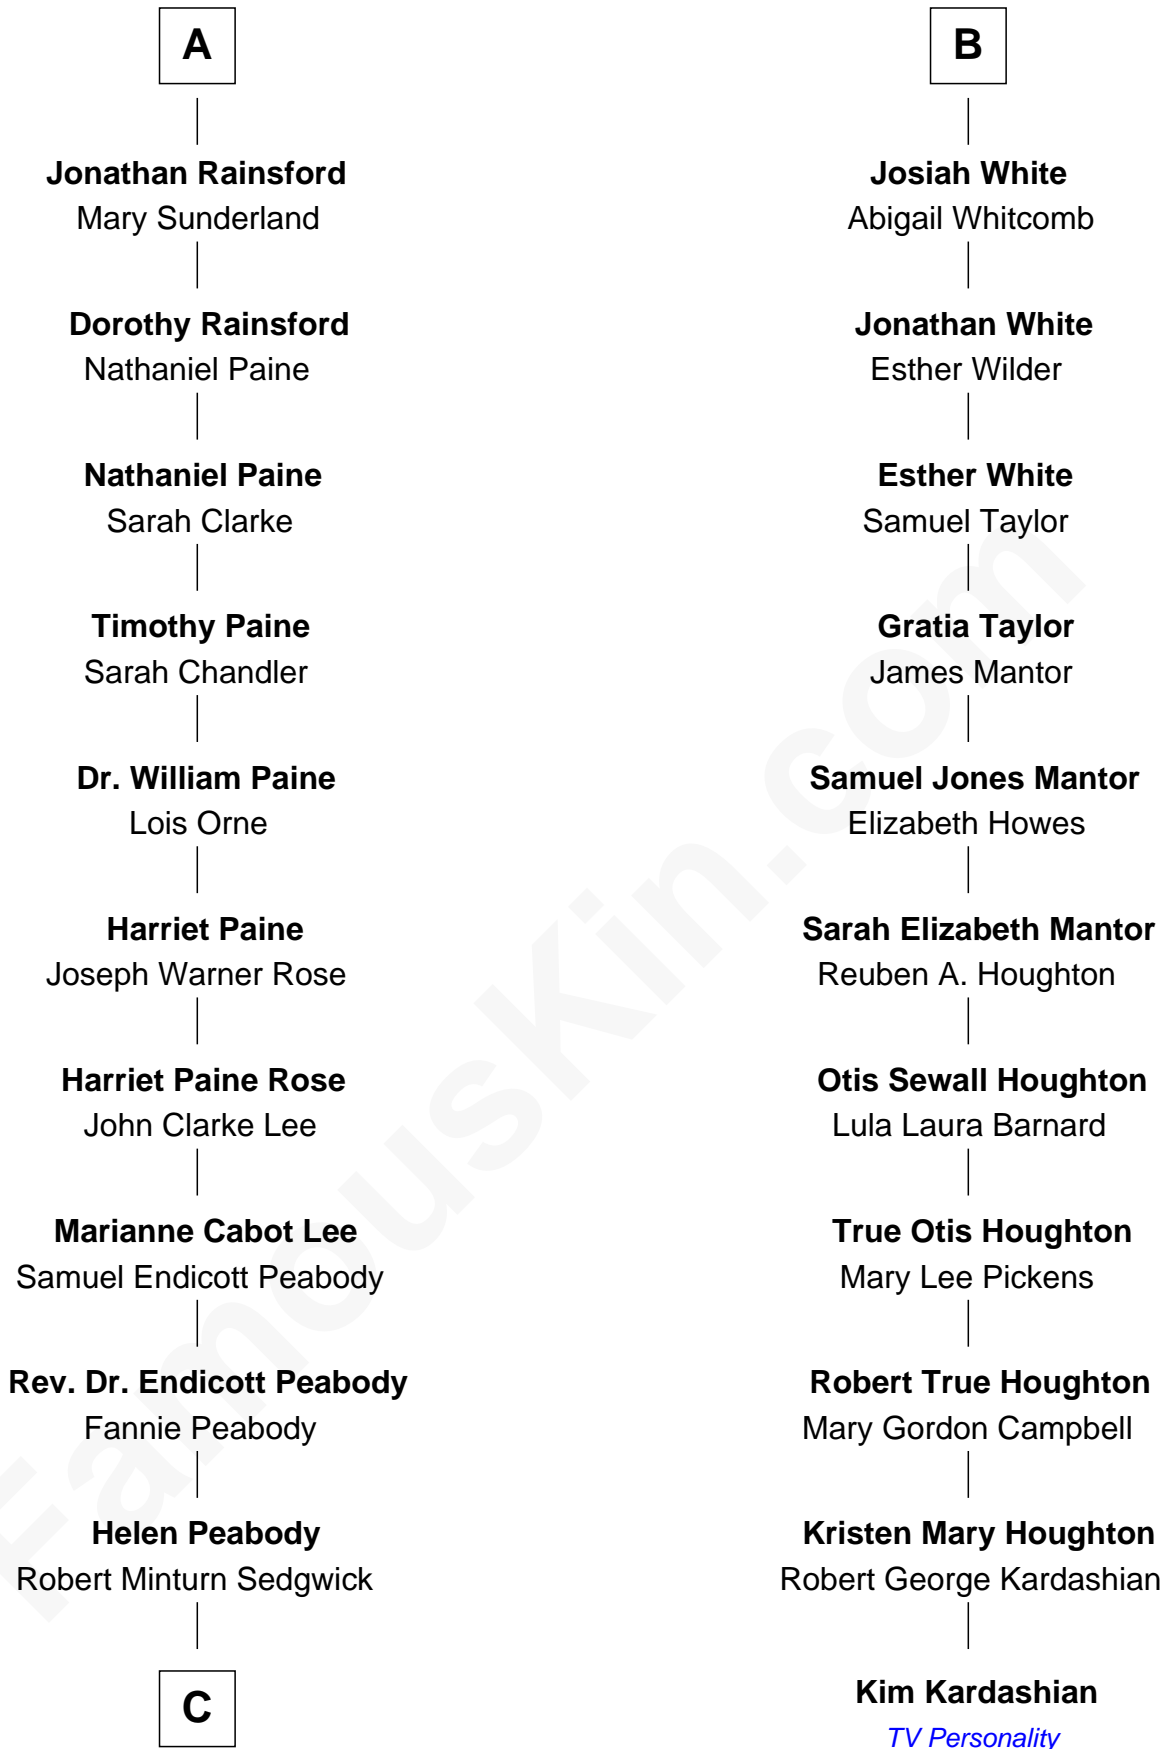 A
Jonathan Rainsford
Mary Sunderland
Dorothy Rainsford
Nathaniel Paine
Nathaniel Paine
Sarah Clarke
Timothy Paine
Sarah Chandler
Dr. William Paine
Lois Orne
Harriet Paine
Joseph Warner Rose
Harriet Paine Rose
John Clarke Lee
Marianne Cabot Lee
Samuel Endicott Peabody
Rev. Dr. Endicott Peabody
Fannie Peabody
Helen Peabody
Robert Minturn Sedgwick
C
B
Josiah White
Abigail Whitcomb
Jonathan White
Esther Wilder
Esther White
Samuel Taylor
Gratia Taylor
James Mantor
Samuel Jones Mantor
Elizabeth Howes
Sarah Elizabeth Mantor
Reuben A. Houghton
Otis Sewall Houghton
Lula Laura Barnard
True Otis Houghton
Mary Lee Pickens
Robert True Houghton
Mary Gordon Campbell
Kristen Mary Houghton
Robert George Kardashian
Kim Kardashian
TV Personality
FamousKin.com